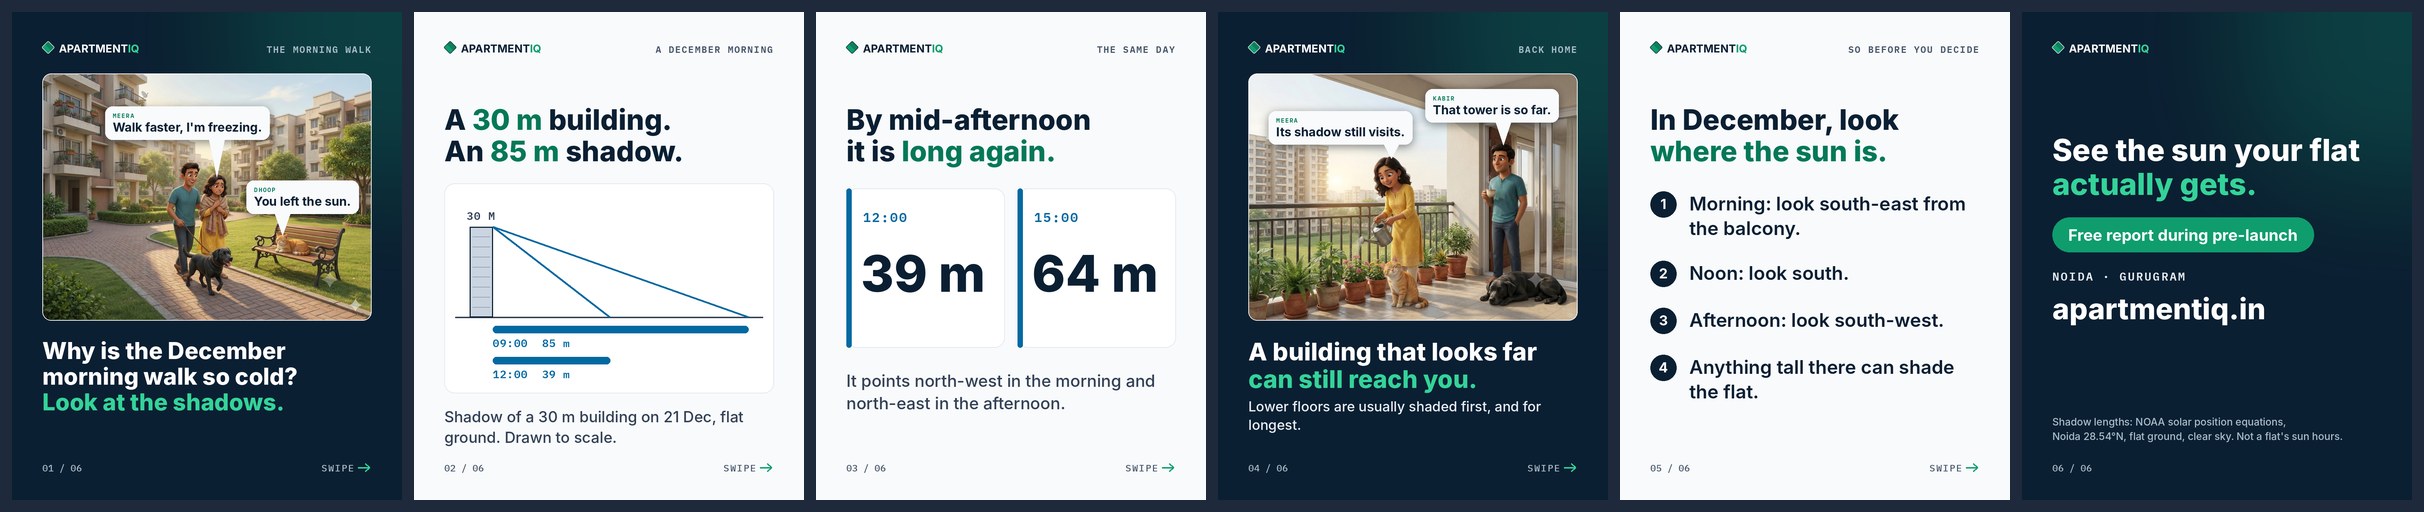 APARTMENTIQ
THE MORNING WALK
MEERA
Walk faster, I'm freezing.
DHOOP
You left the sun.
Why is the December
morning walk so cold?
Look at the shadows.
01 / 06
SWIPE →
APARTMENTIQ
A DECEMBER MORNING
A 30 m building.
An 85 m shadow.
30 M
09:00 85 m
12:00 39 m
Shadow of a 30 m building on 21 Dec, flat
ground. Drawn to scale.
02 / 06
SWIPE →
APARTMENTIQ
THE SAME DAY
By mid-afternoon
it is long again.
12:00
39 m
15:00
64 m
It points north-west in the morning and
north-east in the afternoon.
03 / 06
SWIPE →
APARTMENTIQ
BACK HOME
KABIR
That tower is so far.
MEERA
Its shadow still visits.
A building that looks far
can still reach you.
Lower floors are usually shaded first, and for
longest.
04 / 06
SWIPE →
APARTMENTIQ
SO BEFORE YOU DECIDE
In December, look
where the sun is.
1 Morning: look south-east from
the balcony.
2 Noon: look south.
3 Afternoon: look south-west.
4 Anything tall there can shade
the flat.
05 / 06
SWIPE →
APARTMENTIQ
See the sun your flat
actually gets.
Free report during pre-launch
NOIDA · GURUGRAM
apartmentiq.in
Shadow lengths: NOAA solar position equations,
Noida 28.54°N, flat ground, clear sky. Not a flat's sun hours.
06 / 06